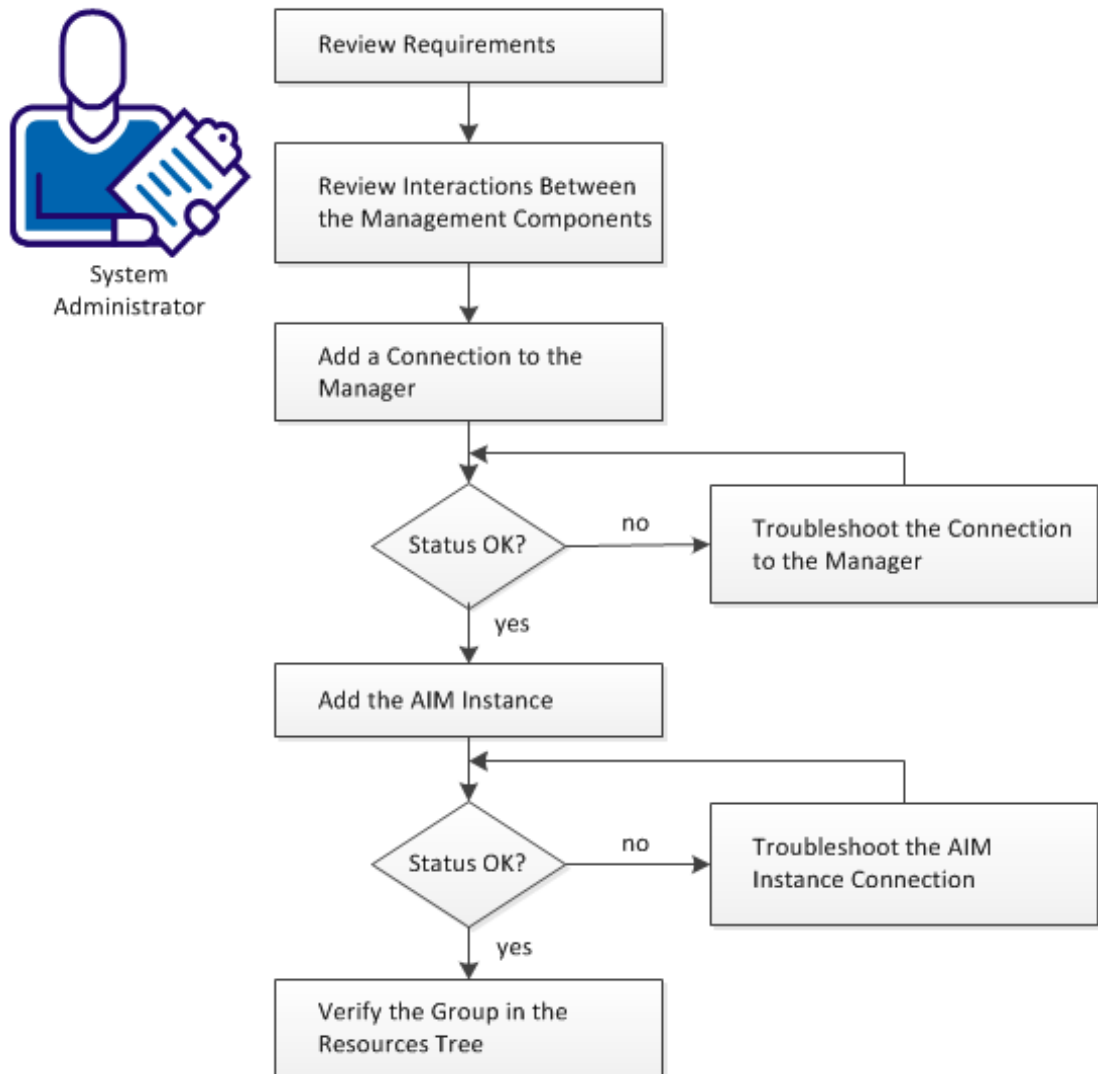 Review Requirements
Review Interactions Between
the Management Components
System
Administrator
Add a Connection to the
Manager
Status OK?
no
Troubleshoot the Connection
to the Manager
yes
Add the AIM Instance
Status OK?
no
Troubleshoot the AIM
Instance Connection
yes
Verify the Group in the
Resources Tree